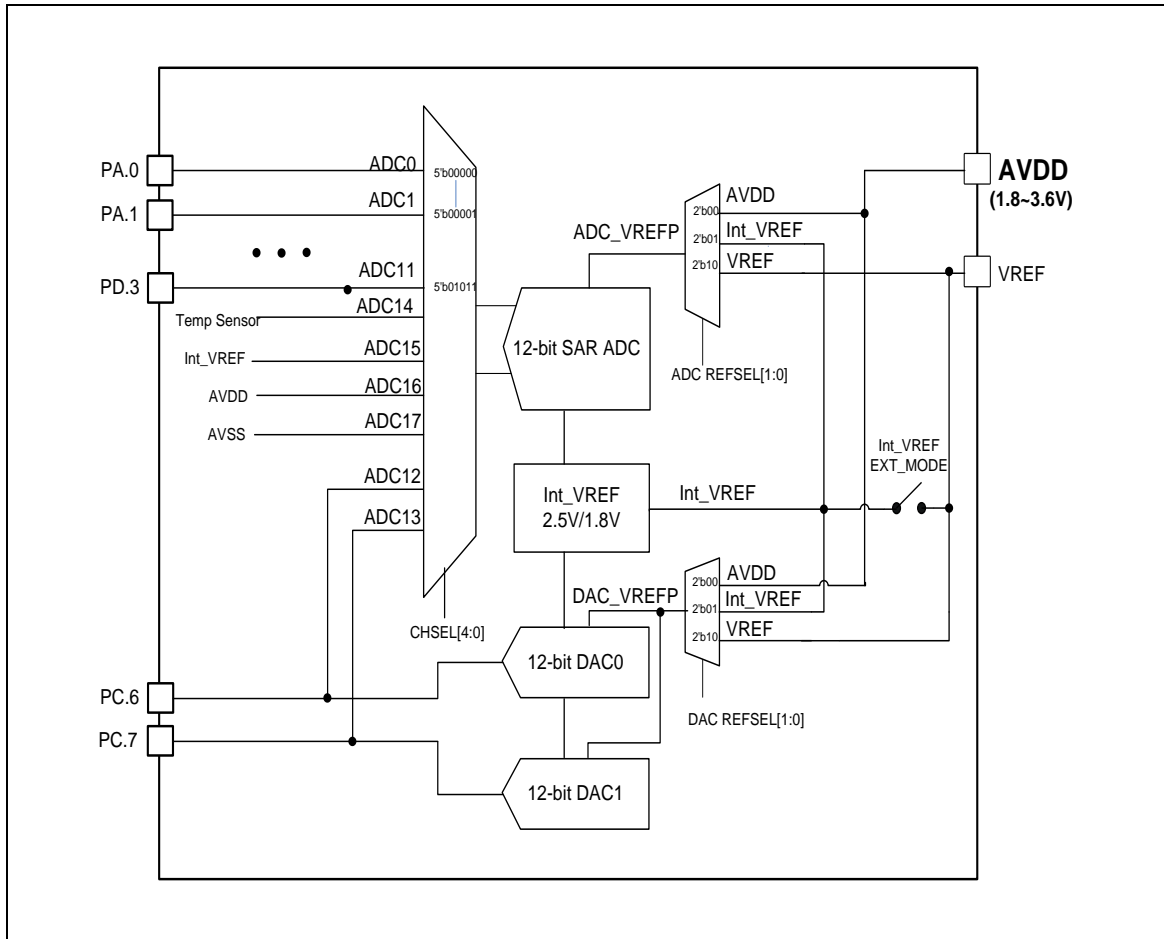 PA.0
ADC0
5'b00000
PA.1
ADC1
5'b00001
• • •
PD.3
ADC11
5'b01011
Temp Sensor
ADC14
Int_VREF
ADC15
AVDD
ADC16
AVSS
ADC17
ADC12
ADC13
CHSEL[4:0]
PC.6
PC.7
12-bit SAR ADC
ADC_VREFP
2'b00
AVDD
2'b01
Int_VREF
2'b10
VREF
ADC REFSEL[1:0]
AVDD
(1.8~3.6V)
VREF
Int_VREF
EXT_MODE
Int_VREF
2.5V/1.8V
Int_VREF
DAC_VREFP
2'b00
AVDD
2'b01
Int_VREF
2'b10
VREF
DAC REFSEL[1:0]
12-bit DAC0
12-bit DAC1